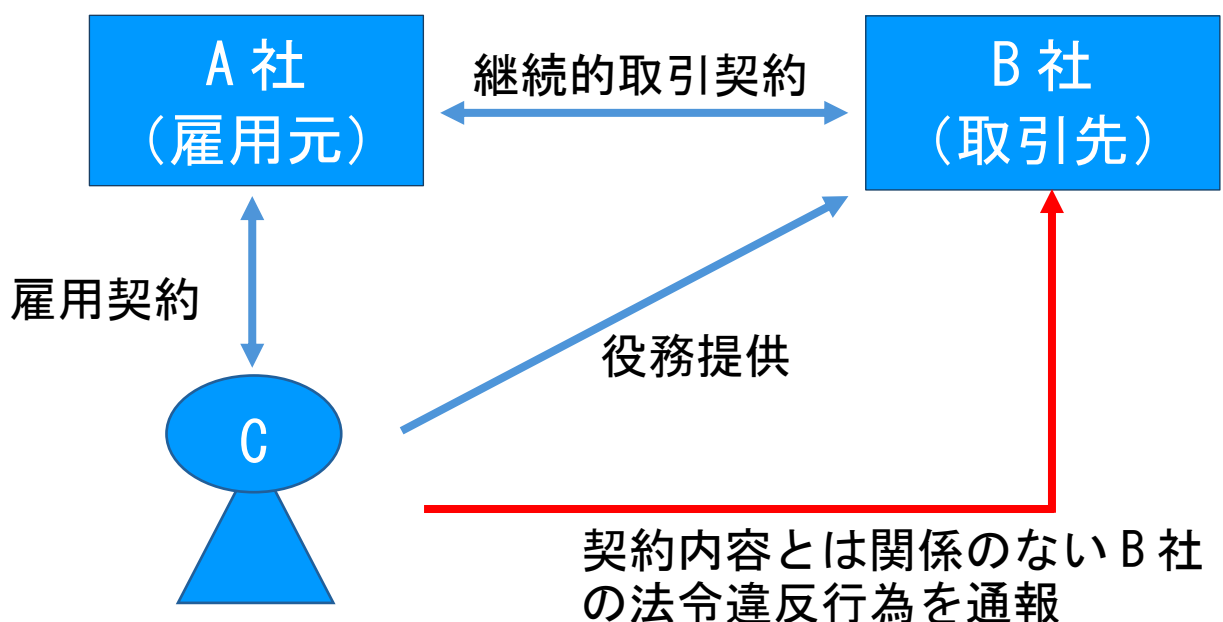 A社
(雇用元)
継続的取引契約
B社
(取引先)
雇用契約
役務提供
C
契約内容とは関係のないB社
の法令違反行為を通報